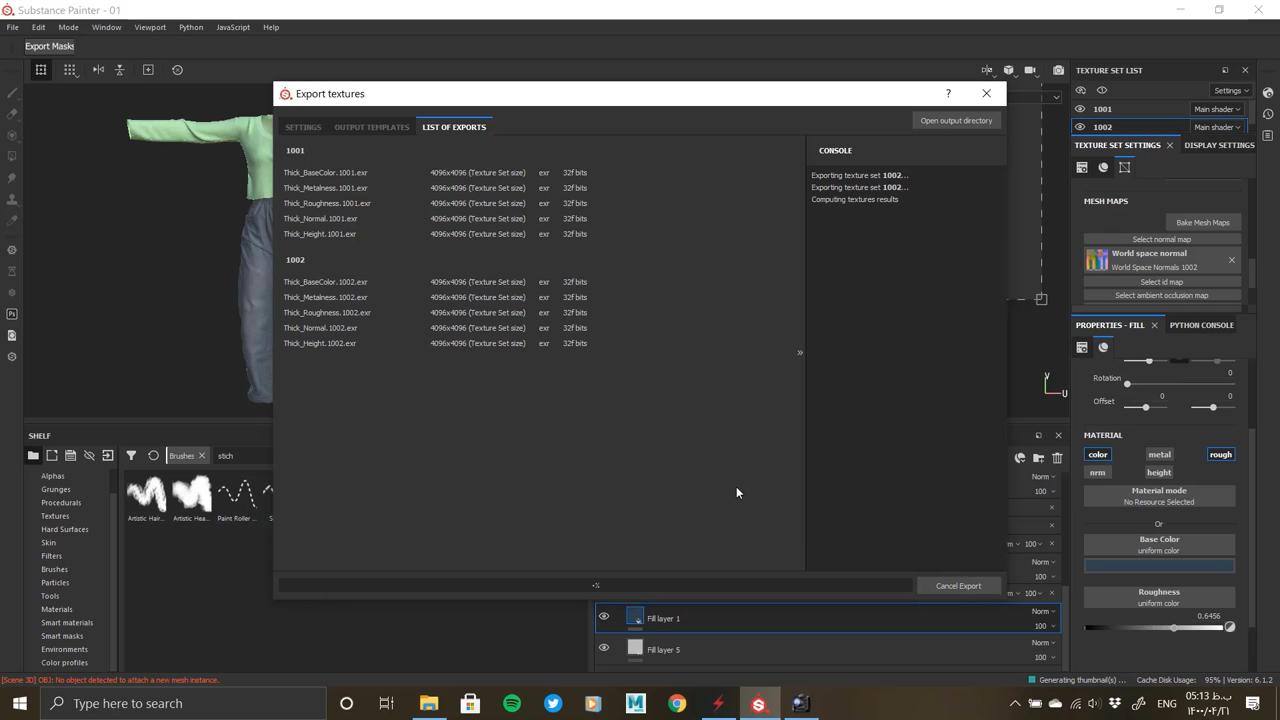 Substance Painter - 01
File Edit Mode Window Viewport Python JavaScript Help
Export Masks
Export textures
TEXTURE SET LIST
SETTINGS OUTPUT TEMPLATES LIST OF EXPORTS
Open output directory
Settings
1001 Main shader
1002 Main shader
TEXTURE SET SETTINGS DISPLAY SETTINGS
1001
CONSOLE
Thick_BaseColor.1001.exr 4096x4096 (Texture Set size) exr 32f bits
Thick_Metalness.1001.exr 4096x4096 (Texture Set size) exr 32f bits
Thick_Roughness.1001.exr 4096x4096 (Texture Set size) exr 32f bits
Thick_Normal.1001.exr 4096x4096 (Texture Set size) exr 32f bits
Thick_Height.1001.exr 4096x4096 (Texture Set size) exr 32f bits
Exporting texture set 1002...
Exporting texture set 1002...
Computing textures results
1002
Thick_BaseColor.1002.exr 4096x4096 (Texture Set size) exr 32f bits
Thick_Metalness.1002.exr 4096x4096 (Texture Set size) exr 32f bits
Thick_Roughness.1002.exr 4096x4096 (Texture Set size) exr 32f bits
Thick_Normal.1002.exr 4096x4096 (Texture Set size) exr 32f bits
Thick_Height.1002.exr 4096x4096 (Texture Set size) exr 32f bits
MESH MAPS
Bake Mesh Maps
Select normal map
World space normal
World Space Normals 1002
Select id map
Select ambient occlusion map
PROPERTIES - FILL PYTHON CONSOLE
Rotation 0
Offset 0 0
MATERIAL
color metal rough
nrm height
Material mode
No Resource Selected
Or
Base Color
uniform color
Roughness
uniform color
0.6456
V
U
Cancel Export
SHELF
Brushes stich
Alphas
Grunges
Procedurals
Textures
Hard Surfaces
Skin
Filters
Brushes
Particles
Tools
Materials
Smart materials
Smart masks
Environments
Color profiles
Artistic Hair... Artistic Hea... Paint Roller ...
Norm
100
100
Norm
100
Fill layer 1 Norm
100
Fill layer 5 Norm
100
[Scene 3D] OBJ: No object detected to attach a new mesh instance.
Generating thumbnail(s) ... Cache Disk Usage: 95% | Version: 6.1.2
Type here to search
ENG
05:13 ب.ظ
۱۴۰۰/۰۲/۲۱